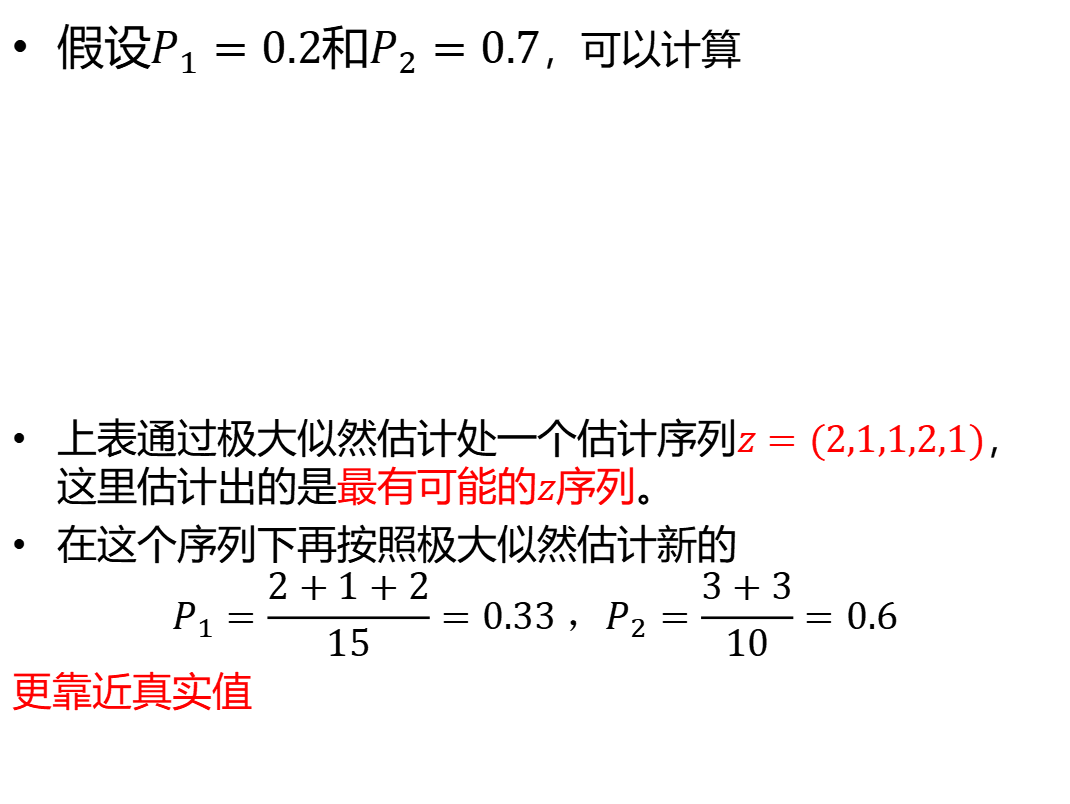 • 假设𝑃₁ = 0.2和𝑃₂ = 0.7，可以计算
• 上表通过极大似然估计处一个估计序列𝑧 = (2,1,1,2,1)，
这里估计出的是最有可能的𝑧序列。
• 在这个序列下再按照极大似然估计新的
𝑃₁ = (2 + 1 + 2)/15 = 0.33 ，𝑃₂ = (3 + 3)/10 = 0.6
更靠近真实值